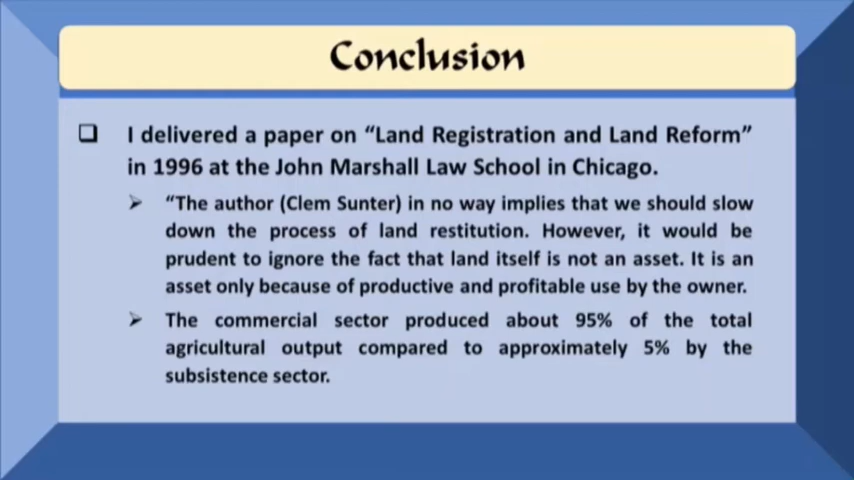 Conclusion
I delivered a paper on “Land Registration and Land Reform”
in 1996 at the John Marshall Law School in Chicago.
“The author (Clem Sunter) in no way implies that we should slow
down the process of land restitution. However, it would be
prudent to ignore the fact that land itself is not an asset. It is an
asset only because of productive and profitable use by the owner.
The commercial sector produced about 95% of the total
agricultural output compared to approximately 5% by the
subsistence sector.